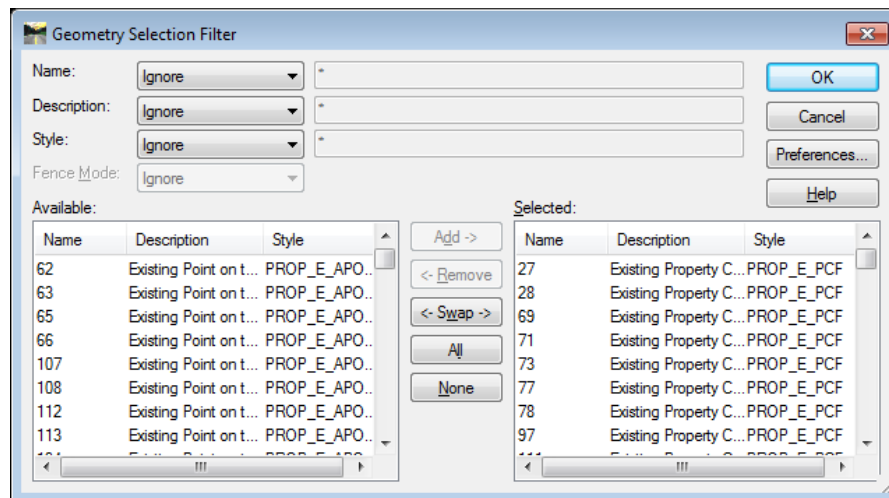 Geometry Selection Filter
Name: Ignore *
Description: Ignore *
Style: Ignore *
Fence Mode: Ignore
OK
Cancel
Preferences...
Help
Available:
Name Description Style
62 Existing Point on t... PROP_E_APO...
63 Existing Point on t... PROP_E_APO...
65 Existing Point on t... PROP_E_APO...
66 Existing Point on t... PROP_E_APO...
107 Existing Point on t... PROP_E_APO...
108 Existing Point on t... PROP_E_APO...
112 Existing Point on t... PROP_E_APO...
113 Existing Point on t... PROP_E_APO...
Add ->
<- Remove
<- Swap ->
All
None
Selected:
Name Description Style
27 Existing Property C... PROP_E_PCF
28 Existing Property C... PROP_E_PCF
69 Existing Property C... PROP_E_PCF
71 Existing Property C... PROP_E_PCF
73 Existing Property C... PROP_E_PCF
77 Existing Property C... PROP_E_PCF
78 Existing Property C... PROP_E_PCF
97 Existing Property C... PROP_E_PCF